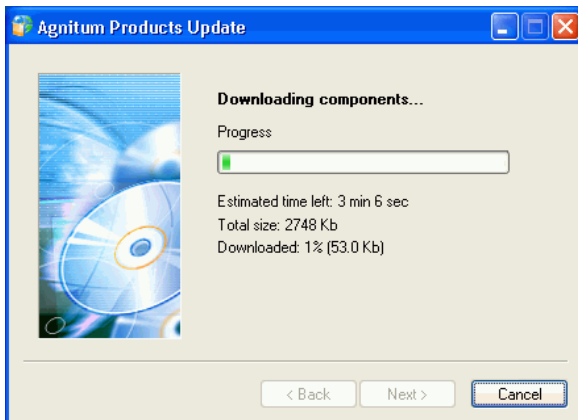 Agnitum Products Update
Downloading components...
Progress
Estimated time left: 3 min 6 sec
Total size: 2748 Kb
Downloaded: 1% (53.0 Kb)
< Back Next > Cancel